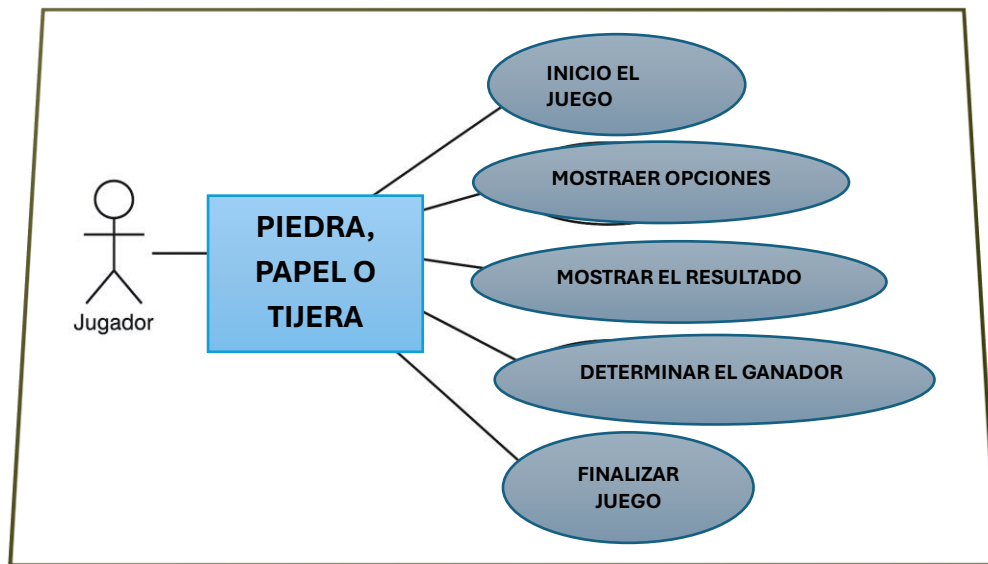 INICIO EL
JUEGO
MOSTRAER OPCIONES
PIEDRA,
PAPEL O
TIJERA
MOSTRAR EL RESULTADO
Jugador
DETERMINAR EL GANADOR
FINALIZAR
JUEGO